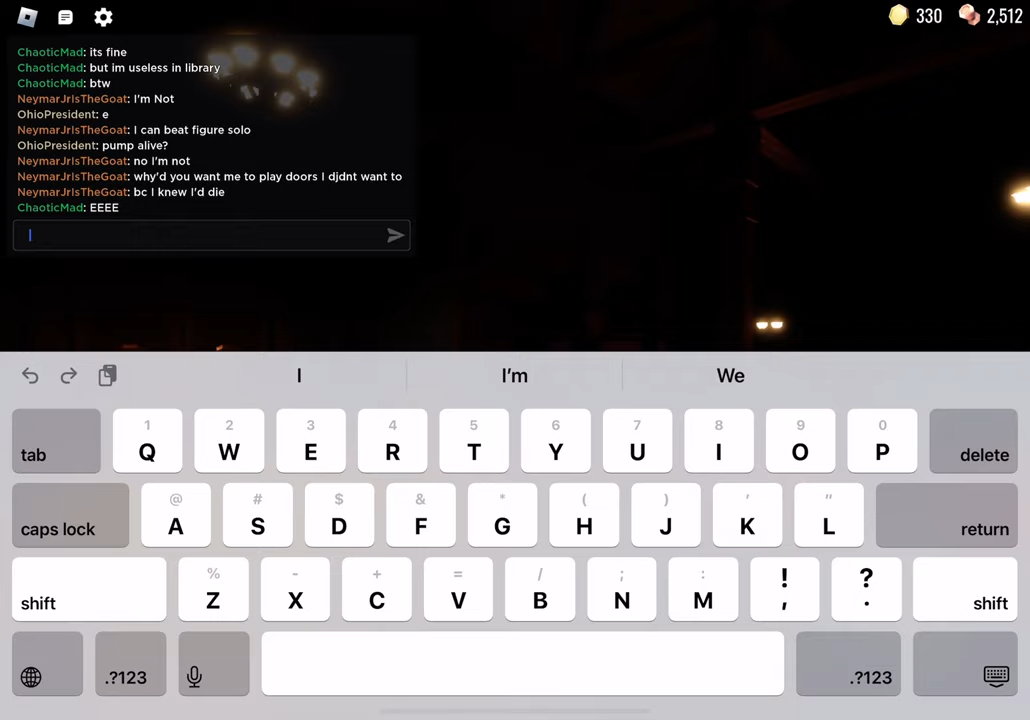 330 2,512
ChaoticMad: its fine
ChaoticMad: but im useless in library
ChaoticMad: btw
NeymarJrIsTheGoat: I'm Not
OhioPresident: e
NeymarJrIsTheGoat: I can beat figure solo
OhioPresident: pump alive?
NeymarJrIsTheGoat: no I'm not
NeymarJrIsTheGoat: why'd you want me to play doors I djdnt want to
NeymarJrIsTheGoat: bc I knew I'd die
ChaoticMad: EEEE
I I'm We
1 2 3 4 5 6 7 8 9 0
tab Q W E R T Y U I O P delete
@ # $ & * ( ) ' "
caps lock A S D F G H J K L return
% - + = / ; : ! ?
shift Z X C V B N M , . shift
.?123 .?123